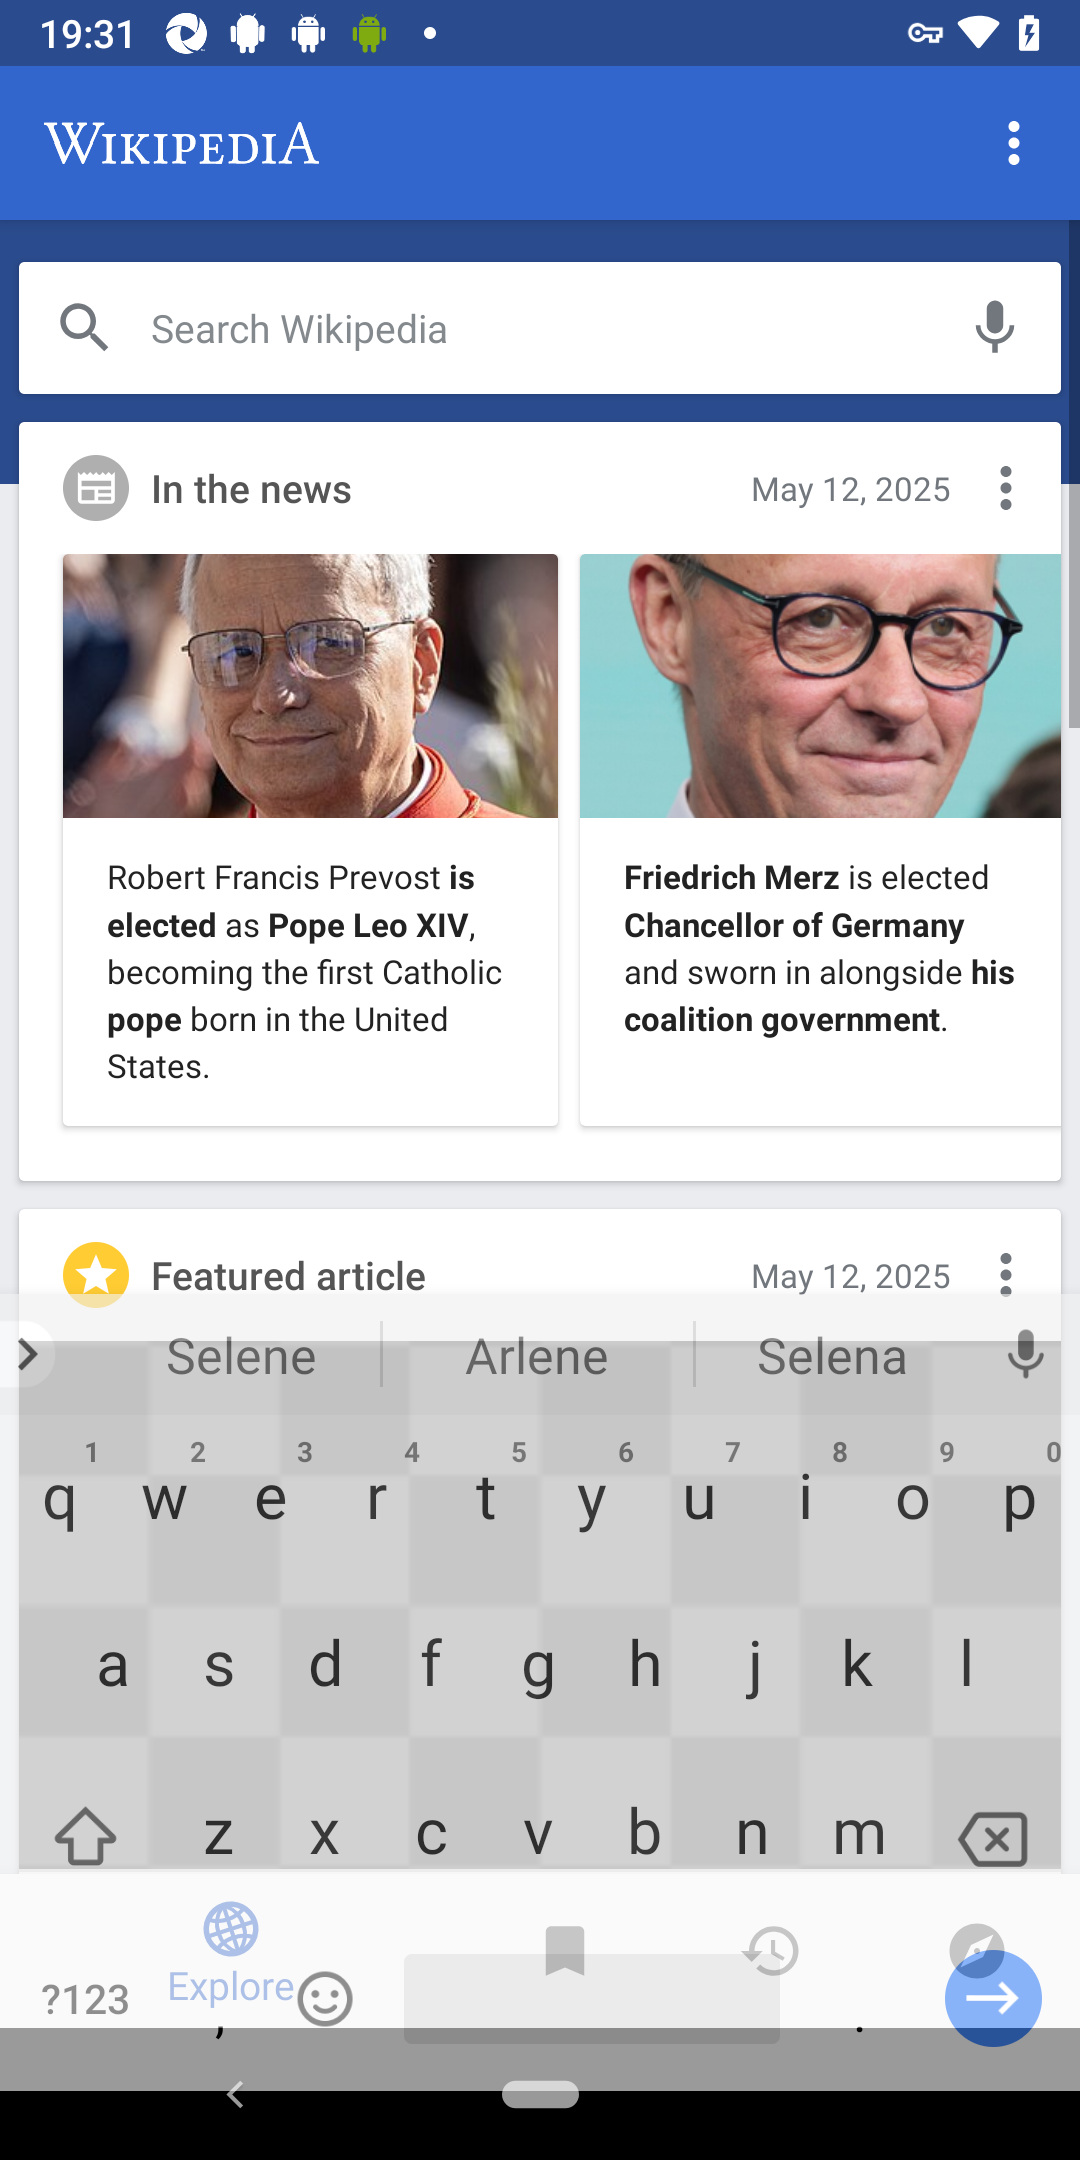 19:31
WIKIPEDIA
Search Wikipedia
In the news
May 12, 2025
Robert Francis Prevost is
elected as Pope Leo XIV,
becoming the first Catholic
pope born in the United
States.
Friedrich Merz is elected
Chancellor of Germany
and sworn in alongside his
coalition government.
Featured article
May 12, 2025
Selene
Arlene
Selena
1 2 3 4 5 6 7 8 9 0
q w e r t y u i o p
a s d f g h j k l
z x c v b n m
Explore
?123 , .